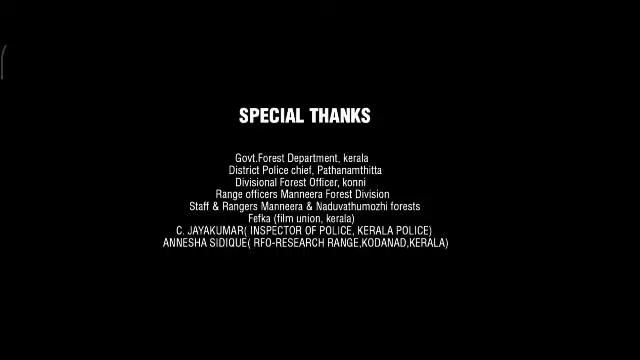 SPECIAL THANKS
Govt.Forest Department, kerala
District Police chief, Pathanamthitta
Divisional Forest Officer, konni
Range officers Manneera Forest Division
Staff & Rangers Manneera & Naduvathumozhi forests
Fefka (film union, kerala)
C. JAYAKUMAR( INSPECTOR OF POLICE, KERALA POLICE)
ANNESHA SIDIQUE( RFO-RESEARCH RANGE,KODANAD,KERALA)